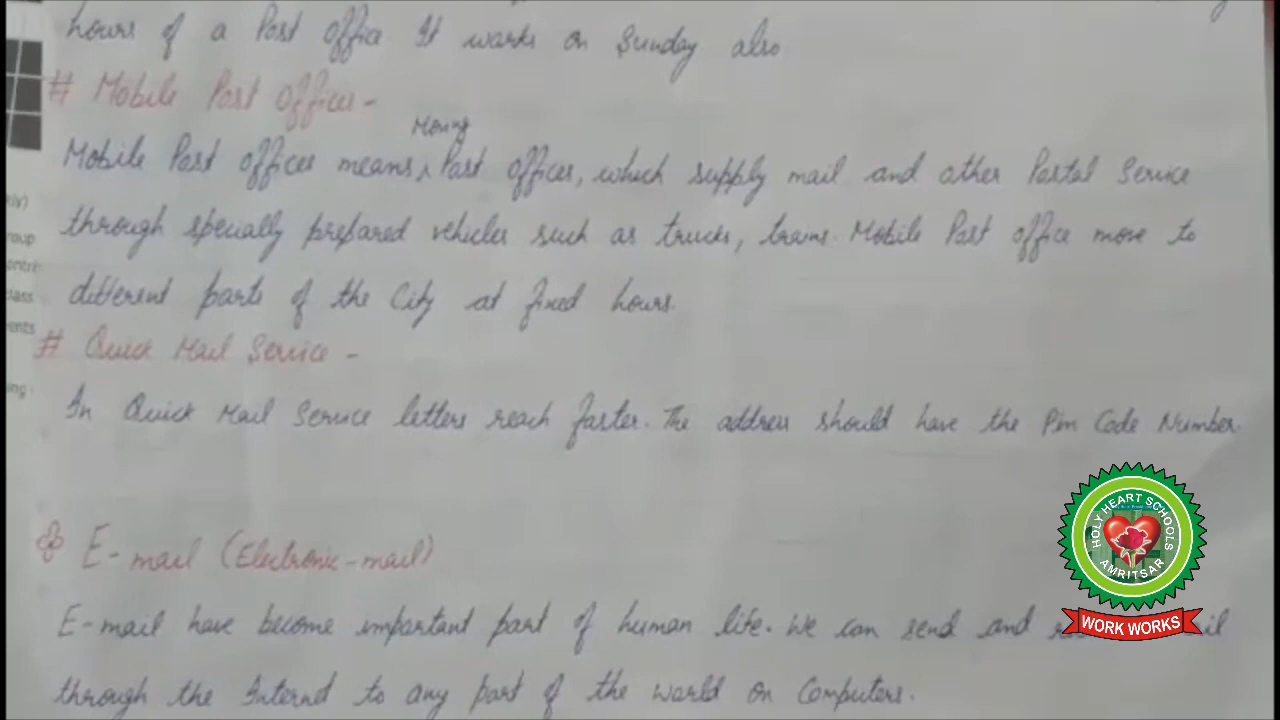 hours of a Post office It works on Sunday also
# Mobile Post Offices -
Moving
Mobile Post offices means, Post offices, which supply mail and other Postal Service
through specially prepared vehicles such as trucks, trains. Mobile Post office move to
different parts of the City at fixed hours.
# Quick Mail Service -
In Quick Mail Service letters reach faster. The address should have the Pin Code Number.
E-mail (Electronic-mail)
E-mail have become important part of human life. We can send and
through the Internet to any part of the world on Computers.
HOLY HEART SCHOOLS
AMRITSAR
WORK WORKS